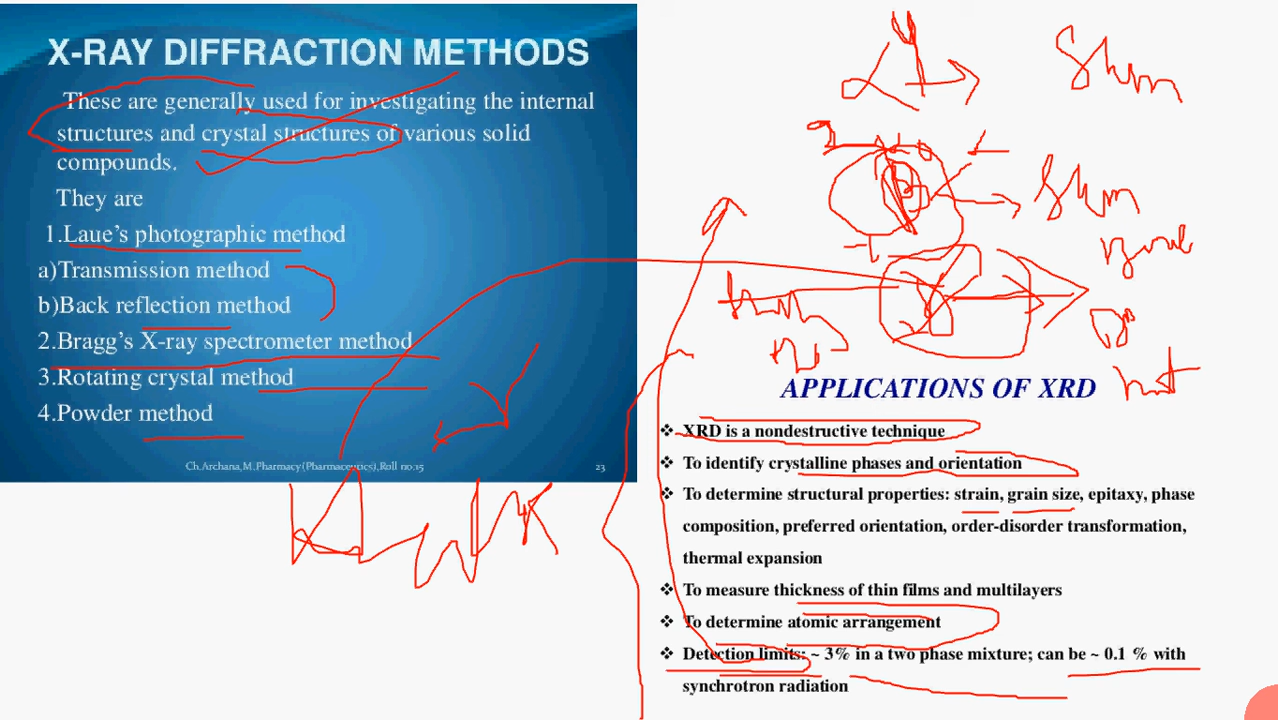 X-RAY DIFFRACTION METHODS
These are generally used for investigating the internal
structures and crystal structures of various solid
compounds.
They are
1.Laue's photographic method
a)Transmission method
b)Back reflection method
2.Bragg's X-ray spectrometer method
3.Rotating crystal method
4.Powder method
Ch.Archana,M.Pharmacy(Pharmaceutics),Roll no:15
23
APPLICATIONS OF XRD
❖ XRD is a nondestructive technique
❖ To identify crystalline phases and orientation
❖ To determine structural properties: strain, grain size, epitaxy, phase
composition, preferred orientation, order-disorder transformation,
thermal expansion
❖ To measure thickness of thin films and multilayers
❖ To determine atomic arrangement
❖ Detection limits: ~ 3% in a two phase mixture; can be ~ 0.1 % with
synchrotron radiation